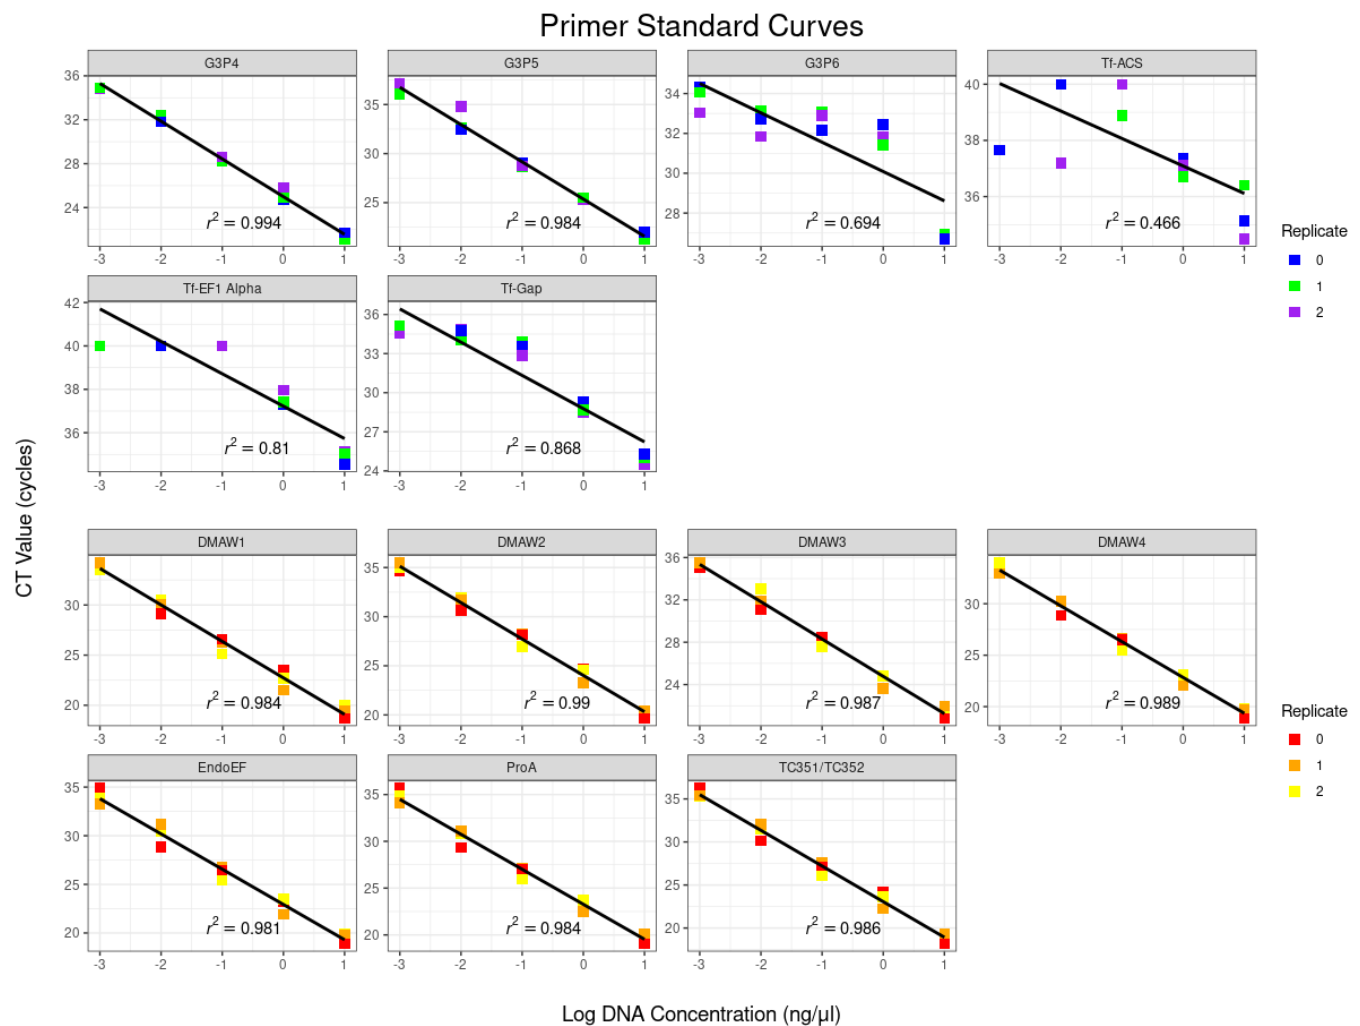 Primer Standard Curves
G3P4 G3P5 G3P6 Tf-ACS
36
32
28
24
r² = 0.994
-3 -2 -1 0 1
35
30
25
r² = 0.984
-3 -2 -1 0 1
34
32
30
28
r² = 0.694
-3 -2 -1 0 1
40
38
36
r² = 0.466
-3 -2 -1 0 1
Replicate
0
1
2
Tf-EF1 Alpha Tf-Gap
42
40
38
36
r² = 0.81
-3 -2 -1 0 1
36
33
30
27
24
r² = 0.868
-3 -2 -1 0 1
CT Value (cycles)
DMAW1 DMAW2 DMAW3 DMAW4
30
25
20
r² = 0.984
-3 -2 -1 0 1
35
30
25
20
r² = 0.99
-3 -2 -1 0 1
36
32
28
24
r² = 0.987
-3 -2 -1 0 1
30
25
20
r² = 0.989
-3 -2 -1 0 1
Replicate
0
1
2
EndoEF ProA TC351/TC352
35
30
25
20
r² = 0.981
-3 -2 -1 0 1
35
30
25
20
r² = 0.984
-3 -2 -1 0 1
35
30
25
20
r² = 0.986
-3 -2 -1 0 1
Log DNA Concentration (ng/µl)